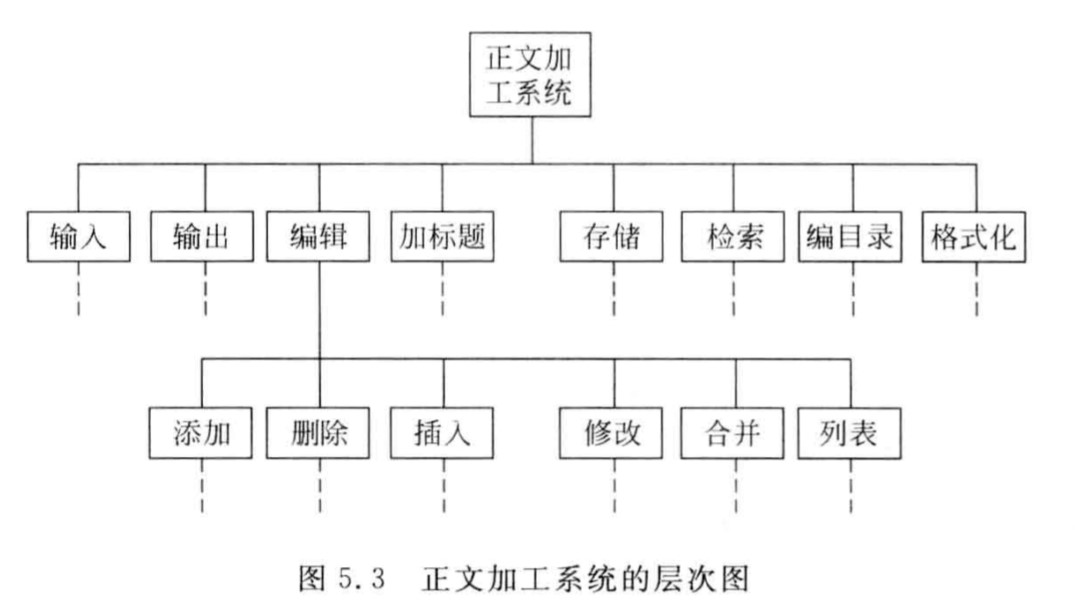 正文加
工系统
输入
输出
编辑
加标题
存储
检索
编目录
格式化
添加
删除
插入
修改
合并
列表
图 5.3 正文加工系统的层次图